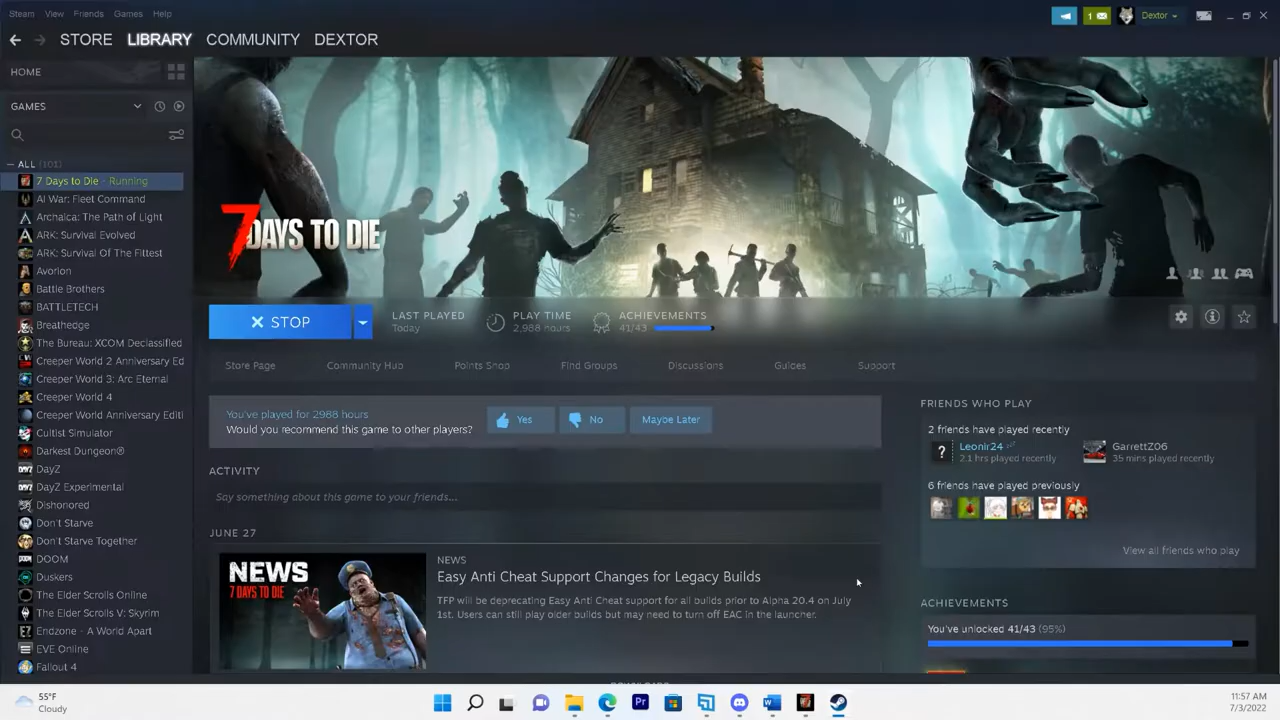 Steam View Friends Games Help
1
Dextor
STORE LIBRARY COMMUNITY DEXTOR
HOME
GAMES
ALL (101)
7 Days to Die - Running
AI War: Fleet Command
Archaica: The Path of Light
ARK: Survival Evolved
ARK: Survival Of The Fittest
Avorion
Battle Brothers
BATTLETECH
Breathedge
The Bureau: XCOM Declassified
Creeper World 2 Anniversary Ed
Creeper World 3: Arc Eternal
Creeper World 4
Creeper World Anniversary Editi
Cultist Simulator
Darkest Dungeon®
DayZ
DayZ Experimental
Dishonored
Don't Starve
Don't Starve Together
DOOM
Duskers
The Elder Scrolls Online
The Elder Scrolls V: Skyrim
Endzone - A World Apart
EVE Online
Fallout 4
7 DAYS TO DIE
STOP
LAST PLAYED
Today
PLAY TIME
2,988 hours
ACHIEVEMENTS
41/43
Store Page Community Hub Points Shop Find Groups Discussions Guides Support
You've played for 2988 hours
Would you recommend this game to other players?
Yes No Maybe Later
ACTIVITY
Say something about this game to your friends...
JUNE 27
NEWS
7 DAYS TO DIE
NEWS
Easy Anti Cheat Support Changes for Legacy Builds
TFP will be deprecating Easy Anti Cheat support for all builds prior to Alpha 20.4 on July
1st. Users can still play older builds but may need to turn off EAC in the launcher.
FRIENDS WHO PLAY
2 friends have played recently
Leonir24
2.1 hrs played recently
GarrettZ06
35 mins played recently
6 friends have played previously
View all friends who play
ACHIEVEMENTS
You've unlocked 41/43 (95%)
55°F
Cloudy
11:57 AM
7/3/2022